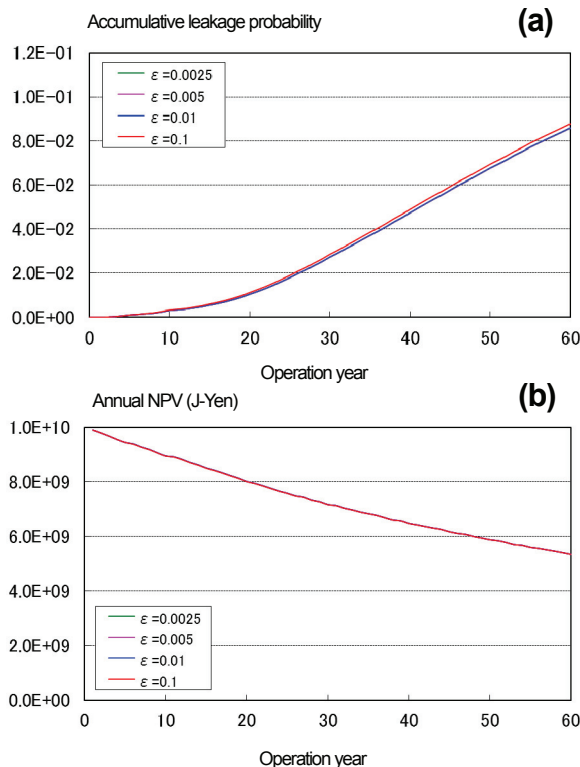 Accumulative leakage probability
(a)
1.2E-01
1.0E-01
8.0E-02
6.0E-02
4.0E-02
2.0E-02
0.0E+00
ε=0.0025
ε=0.005
ε=0.01
ε=0.1
0 10 20 30 40 50 60
Operation year
Annual NPV (J-Yen)
(b)
1.0E+10
8.0E+09
6.0E+09
4.0E+09
2.0E+09
0.0E+00
ε=0.0025
ε=0.005
ε=0.01
ε=0.1
0 10 20 30 40 50 60
Operation year